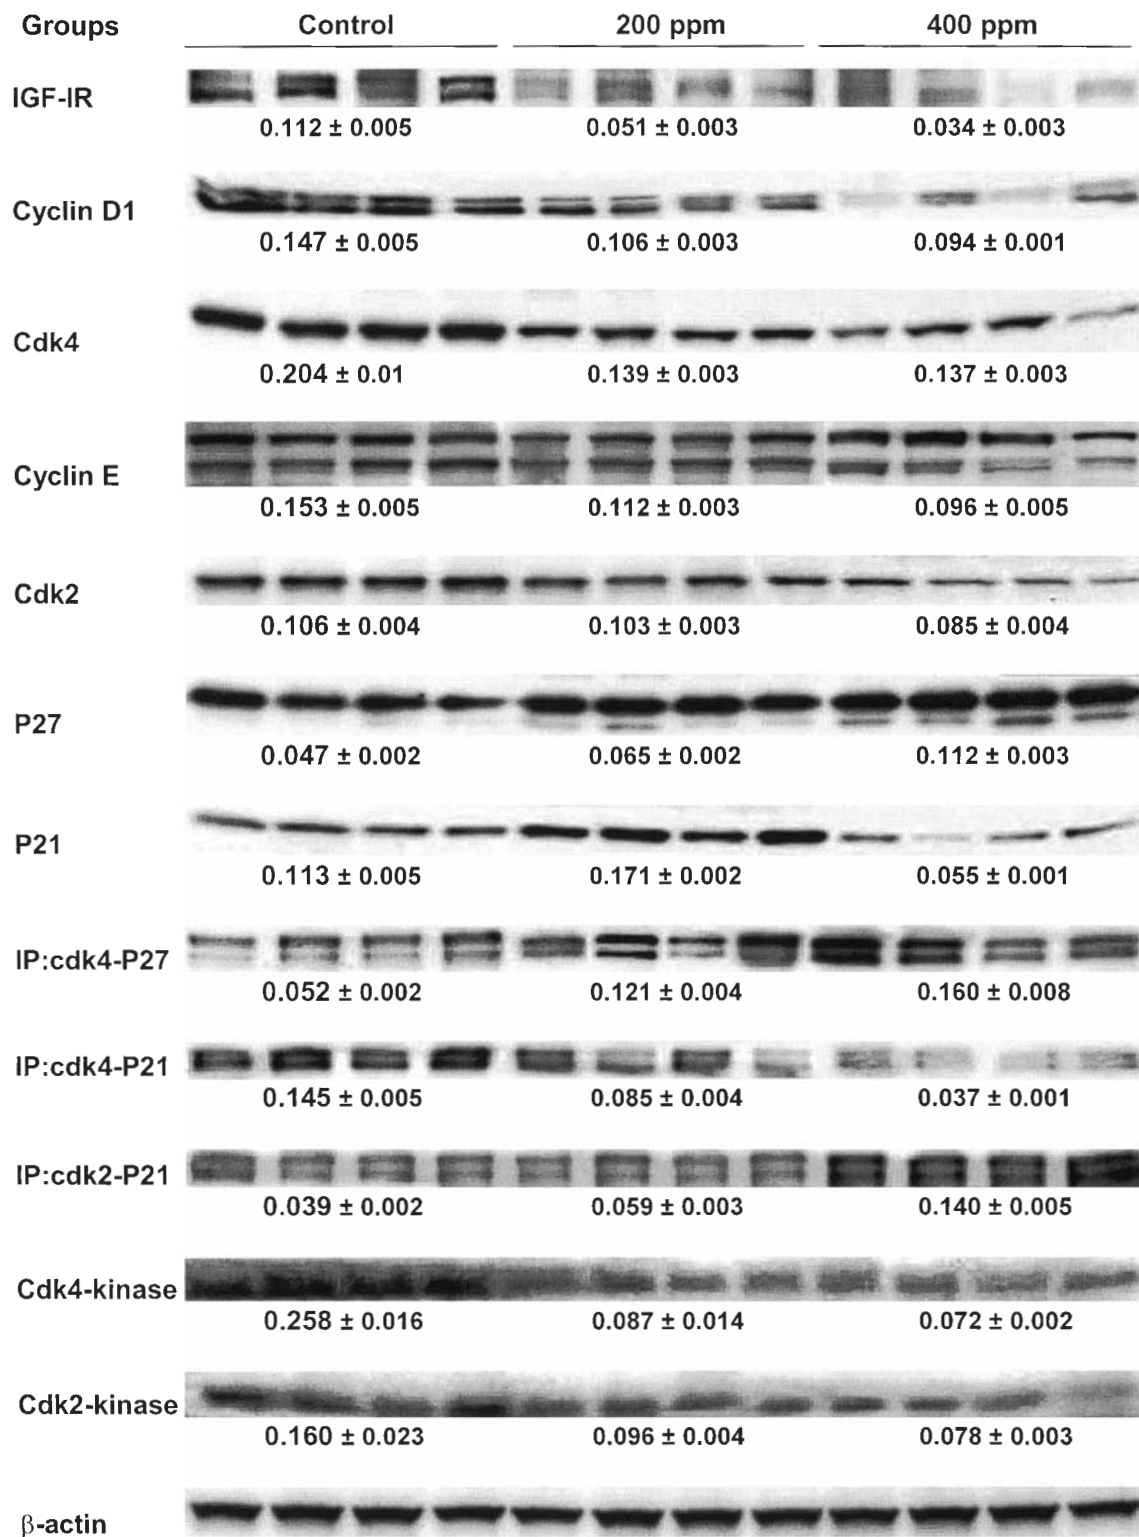 Groups Control 200 ppm 400 ppm
IGF-IR
0.112 ± 0.005 0.051 ± 0.003 0.034 ± 0.003
Cyclin D1
0.147 ± 0.005 0.106 ± 0.003 0.094 ± 0.001
Cdk4
0.204 ± 0.01 0.139 ± 0.003 0.137 ± 0.003
Cyclin E
0.153 ± 0.005 0.112 ± 0.003 0.096 ± 0.005
Cdk2
0.106 ± 0.004 0.103 ± 0.003 0.085 ± 0.004
P27
0.047 ± 0.002 0.065 ± 0.002 0.112 ± 0.003
P21
0.113 ± 0.005 0.171 ± 0.002 0.055 ± 0.001
IP:cdk4-P27
0.052 ± 0.002 0.121 ± 0.004 0.160 ± 0.008
IP:cdk4-P21
0.145 ± 0.005 0.085 ± 0.004 0.037 ± 0.001
IP:cdk2-P21
0.039 ± 0.002 0.059 ± 0.003 0.140 ± 0.005
Cdk4-kinase
0.258 ± 0.016 0.087 ± 0.014 0.072 ± 0.002
Cdk2-kinase
0.160 ± 0.023 0.096 ± 0.004 0.078 ± 0.003
β-actin